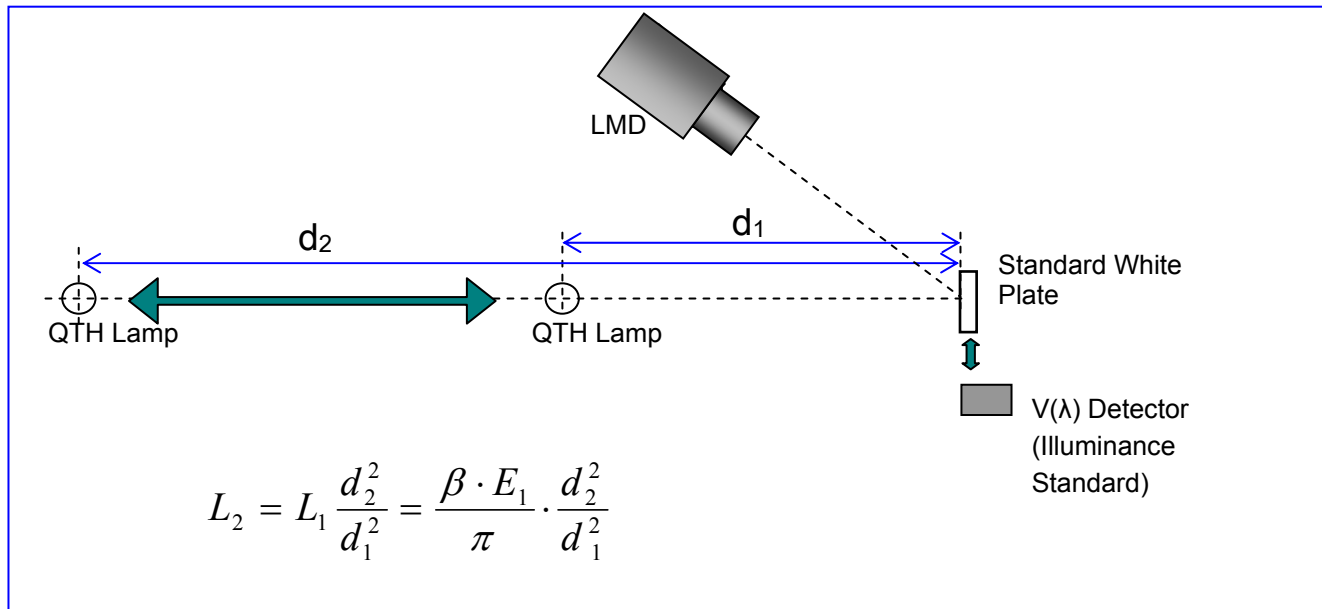 LMD
d₂
d₁
Standard White
Plate
QTH Lamp
QTH Lamp
V(λ) Detector
(Illuminance
Standard)
L₂ = L₁ d₂²/d₁² = β · E₁/π · d₂²/d₁²